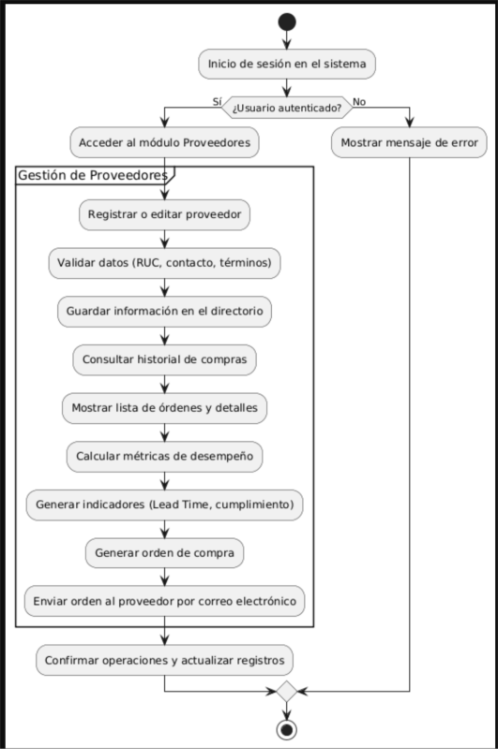 Inicio de sesión en el sistema
Sí
¿Usuario autenticado?
No
Acceder al módulo Proveedores
Mostrar mensaje de error
Gestión de Proveedores
Registrar o editar proveedor
Validar datos (RUC, contacto, términos)
Guardar información en el directorio
Consultar historial de compras
Mostrar lista de órdenes y detalles
Calcular métricas de desempeño
Generar indicadores (Lead Time, cumplimiento)
Generar orden de compra
Enviar orden al proveedor por correo electrónico
Confirmar operaciones y actualizar registros